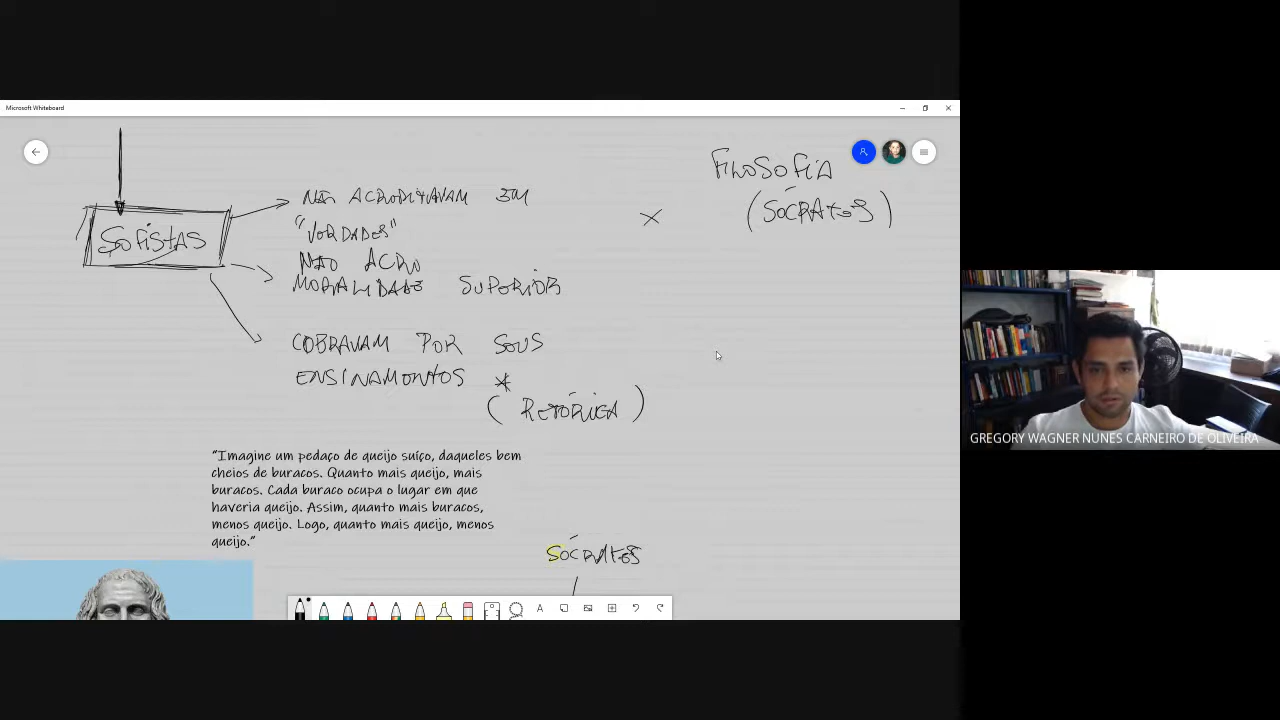 Microsoft Whiteboard
FILOSOFIA
(SÓCRATES)
SOFISTAS
NÃO ACREDITAVAM EM
"VERDADES"
NÃO ACRE
MORALIDADE SUPERIOR
×
COBRAVAM POR SEUS
ENSINAMENTOS *
(RETÓRICA)
"Imagine um pedaço de queijo suíço, daqueles bem
cheios de buracos. Quanto mais queijo, mais
buracos. Cada buraco ocupa o lugar em que
haveria queijo. Assim, quanto mais buracos,
menos queijo. Logo, quanto mais queijo, menos
queijo."
SÓCRATES
GREGORY WAGNER NUNES CARNEIRO DE OLIVEIRA